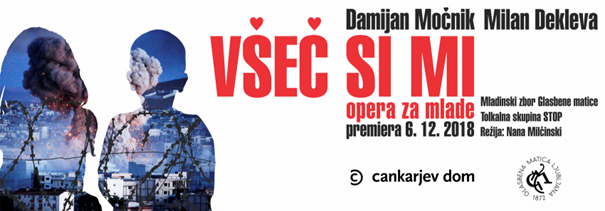 Damijan Močnik Milan Dekleva
VŠEČ SI MI
opera za mlade
premiera 6. 12. 2018
Mladinski zbor Glasbene matice
Tolkalna skupina STOP
Režija: Nana Milčinski
cankarjev dom
GLASBENA MATICA LJUBLJANA
1872